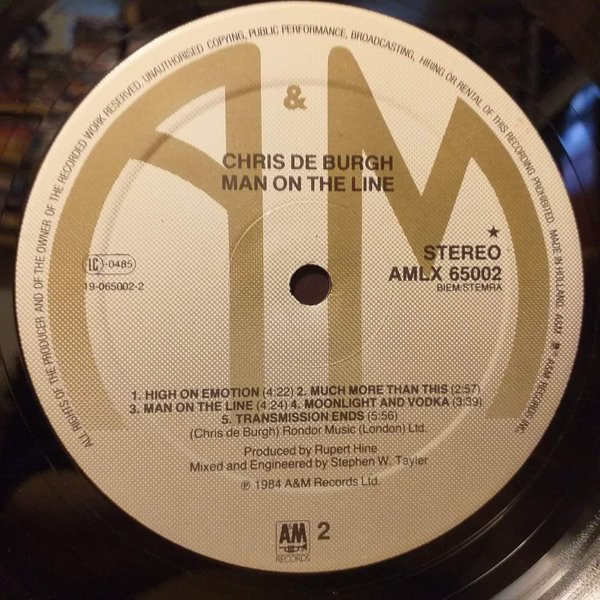 ALL RIGHTS OF THE PRODUCER AND OF THE OWNER OF THE RECORDED WORK RESERVED. UNAUTHORISED COPYING, PUBLIC PERFORMANCE, BROADCASTING, HIRING OR RENTAL OF THIS RECORDING PROHIBITED. MADE IN HOLLAND. A&M ® A&M RECORDS INC.
A&M
CHRIS DE BURGH
MAN ON THE LINE
★
STEREO
AMLX 65002
BIEM/STEMRA
LC-0485
19-065002-2
1. HIGH ON EMOTION (4:22) 2. MUCH MORE THAN THIS (2:57)
3. MAN ON THE LINE (4:24) 4. MOONLIGHT AND VODKA (3:39)
5. TRANSMISSION ENDS (5:56)
(Chris de Burgh) Rondor Music (London) Ltd.
Produced by Rupert Hine
Mixed and Engineered by Stephen W. Tayler
℗ 1984 A&M Records Ltd.
A&M 2
RECORDS